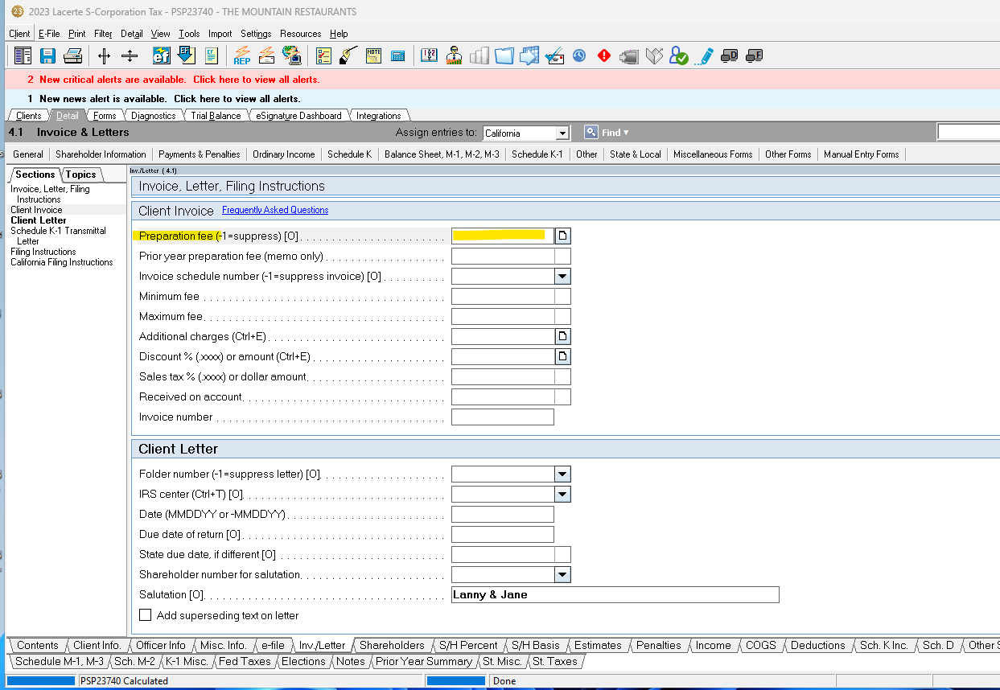 23 2023 Lacerte S-Corporation Tax - PSP23740 - THE MOUNTAIN RESTAURANTS
Client E-File Print Filter Detail View Tools Import Settings Resources Help
2 New critical alerts are available. Click here to view all alerts.
1 New news alert is available. Click here to view all alerts.
Clients Detail Forms Diagnostics Trial Balance eSignature Dashboard Integrations
4.1 Invoice & Letters Assign entries to: California Find
General Shareholder Information Payments & Penalties Ordinary Income Schedule K Balance Sheet, M-1, M-2, M-3 Schedule K-1 Other State & Local Miscellaneous Forms Other Forms Manual Entry Forms
Sections Topics
Invoice, Letter, Filing
Instructions
Client Invoice
Client Letter
Schedule K-1 Transmittal
Letter
Filing Instructions
California Filing Instructions
Inv./Letter (4.1)
Invoice, Letter, Filing Instructions
Client Invoice Frequently Asked Questions
Preparation fee (-1=suppress) [O]
Prior year preparation fee (memo only)
Invoice schedule number (-1=suppress invoice) [O]
Minimum fee
Maximum fee
Additional charges (Ctrl+E)
Discount % (.xxxx) or amount (Ctrl+E)
Sales tax % (.xxxx) or dollar amount
Received on account
Invoice number
Client Letter
Folder number (-1=suppress letter) [O]
IRS center (Ctrl+T) [O]
Date (MMDDYY or -MMDDYY)
Due date of return [O]
State due date, if different [O]
Shareholder number for salutation
Salutation [O] Lanny & Jane
Add superseding text on letter
Contents Client Info. Officer Info Misc. Info. e-file Inv./Letter Shareholders S/H Percent S/H Basis Estimates Penalties Income COGS Deductions Sch. K Inc. Sch. D Other S
Schedule M-1, M-3 Sch. M-2 K-1 Misc. Fed Taxes Elections Notes Prior Year Summary St. Misc. St. Taxes
PSP23740 Calculated Done